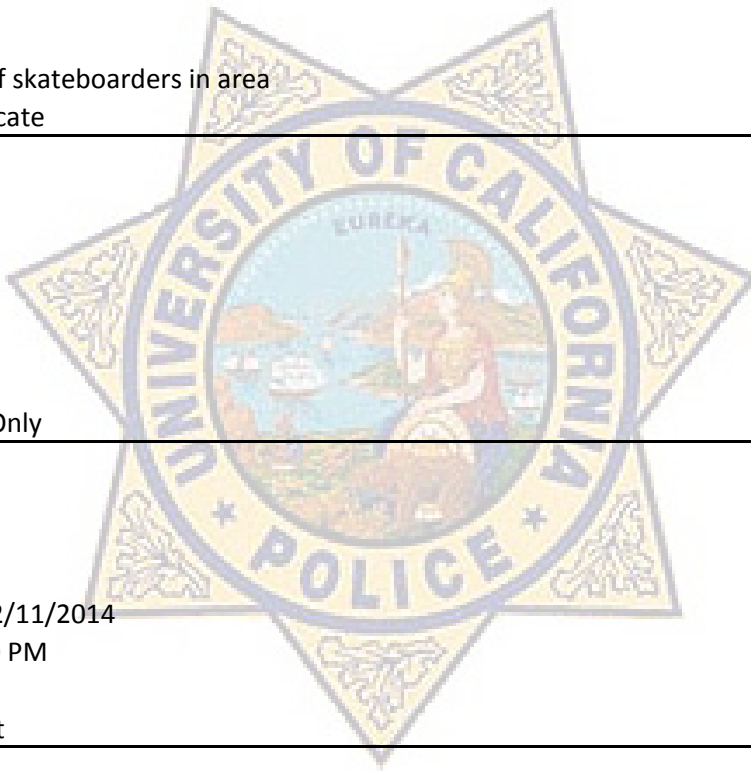 f skateboarders in area
cate
UNIVERSITY OF CALIFORNIA
EUREKA
Only
POLICE
2/11/2014
PM
t